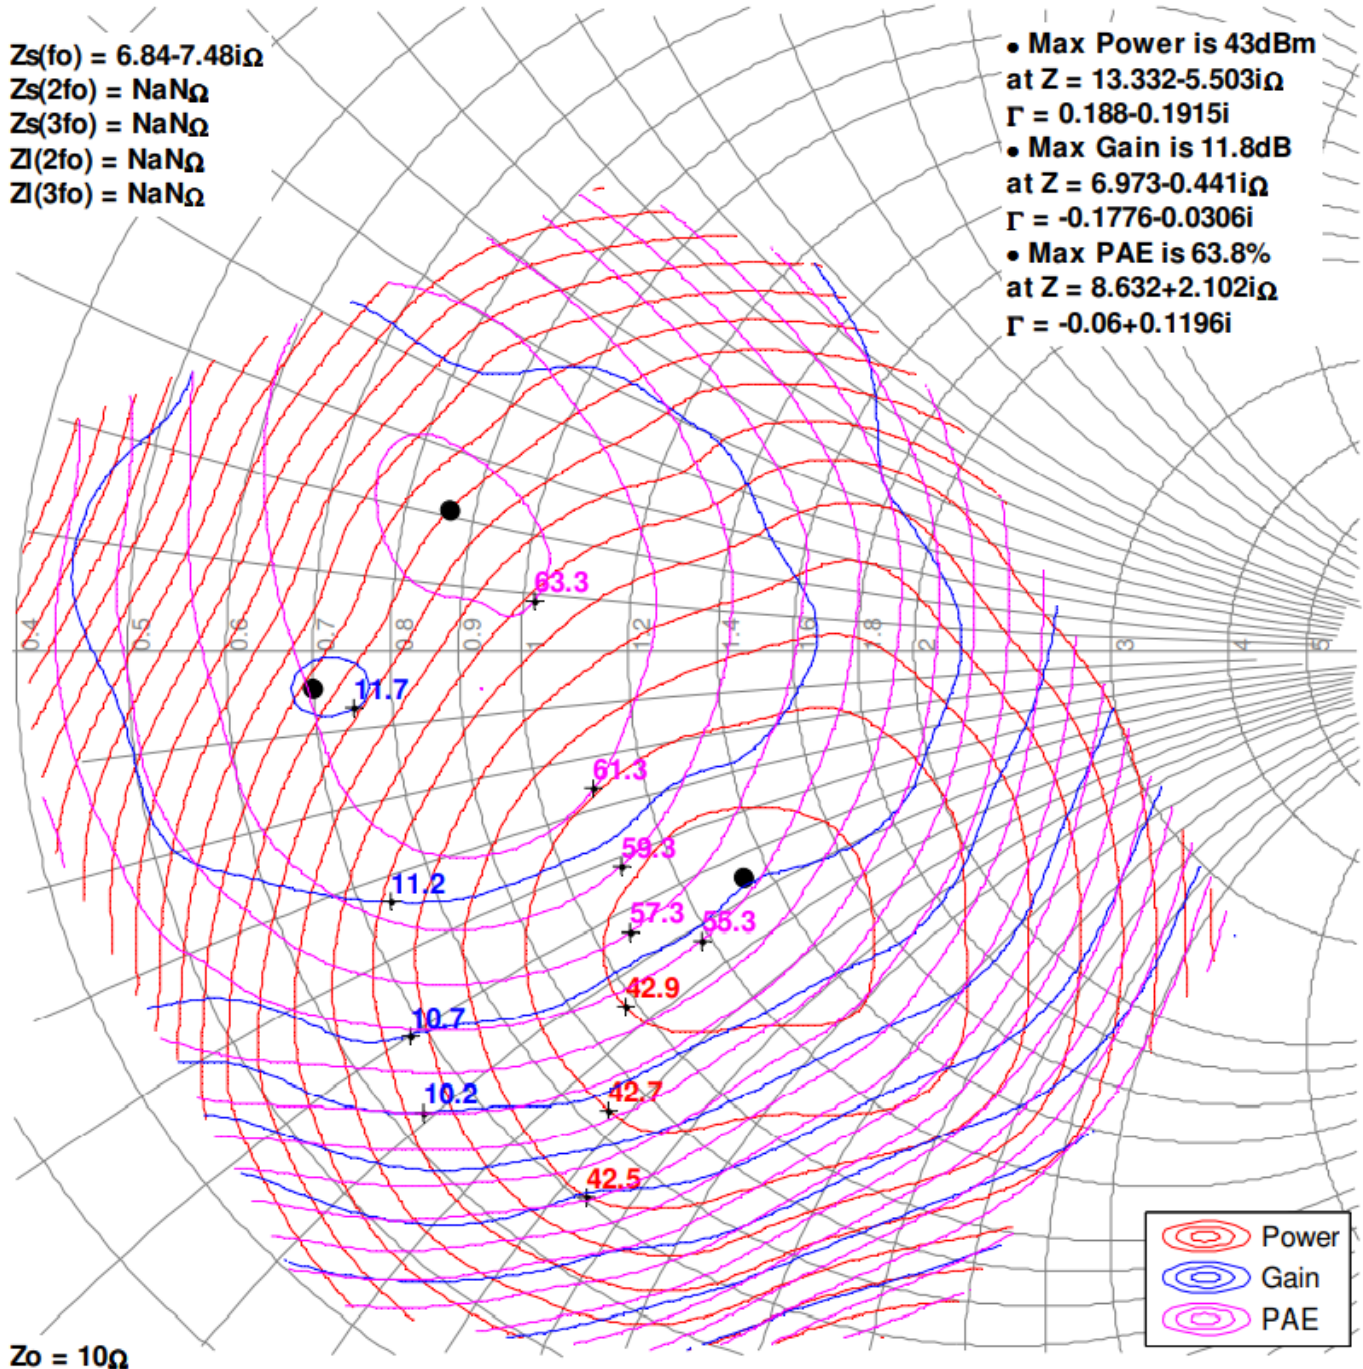 Zs(fo) = 6.84-7.48iΩ
Zs(2fo) = NaNΩ
Zs(3fo) = NaNΩ
Zl(2fo) = NaNΩ
Zl(3fo) = NaNΩ
• Max Power is 43dBm
at Z = 13.332-5.503iΩ
Γ = 0.188-0.1915i
• Max Gain is 11.8dB
at Z = 6.973-0.441iΩ
Γ = -0.1776-0.0306i
• Max PAE is 63.8%
at Z = 8.632+2.102iΩ
Γ = -0.06+0.1196i
63.3
0.4 0.5 0.6 0.7 0.8 0.9 1 1.2 1.4 1.6 1.8 2 3 4 5
11.7
61.3
59.3
11.2
57.3 55.3
42.9
10.7
10.2 42.7
42.5
Power
Gain
PAE
Zo = 10Ω